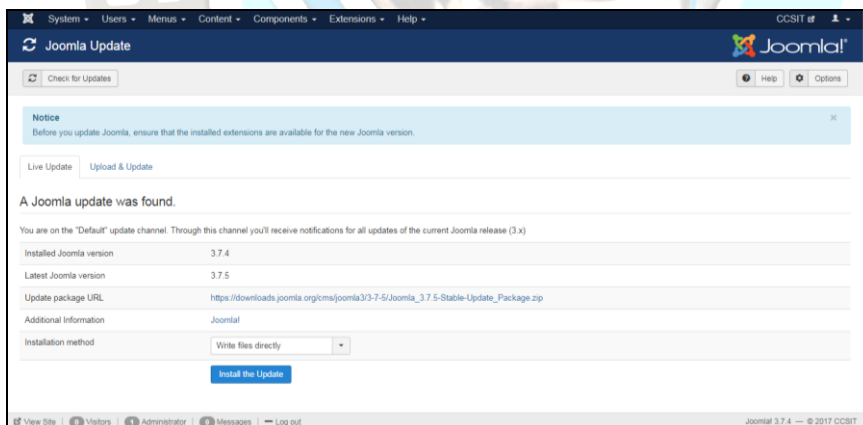 System Users Menus Content Components Extensions Help CCSIT
Joomla Update Joomla!®
Check for Updates Help Options
Notice ×
Before you update Joomla, ensure that the installed extensions are available for the new Joomla version.
Live Update Upload & Update
A Joomla update was found.
You are on the "Default" update channel. Through this channel you'll receive notifications for all updates of the current Joomla release (3.x)
Installed Joomla version 3.7.4
Latest Joomla version 3.7.5
Update package URL https://downloads.joomla.org/cms/joomla3/3-7-5/Joomla_3.7.5-Stable-Update_Package.zip
Additional Information Joomla!
Installation method Write files directly
Install the Update
View Site | 0 Visitors | 1 Administrator | 0 Messages | Log out Joomla! 3.7.4 — © 2017 CCSIT